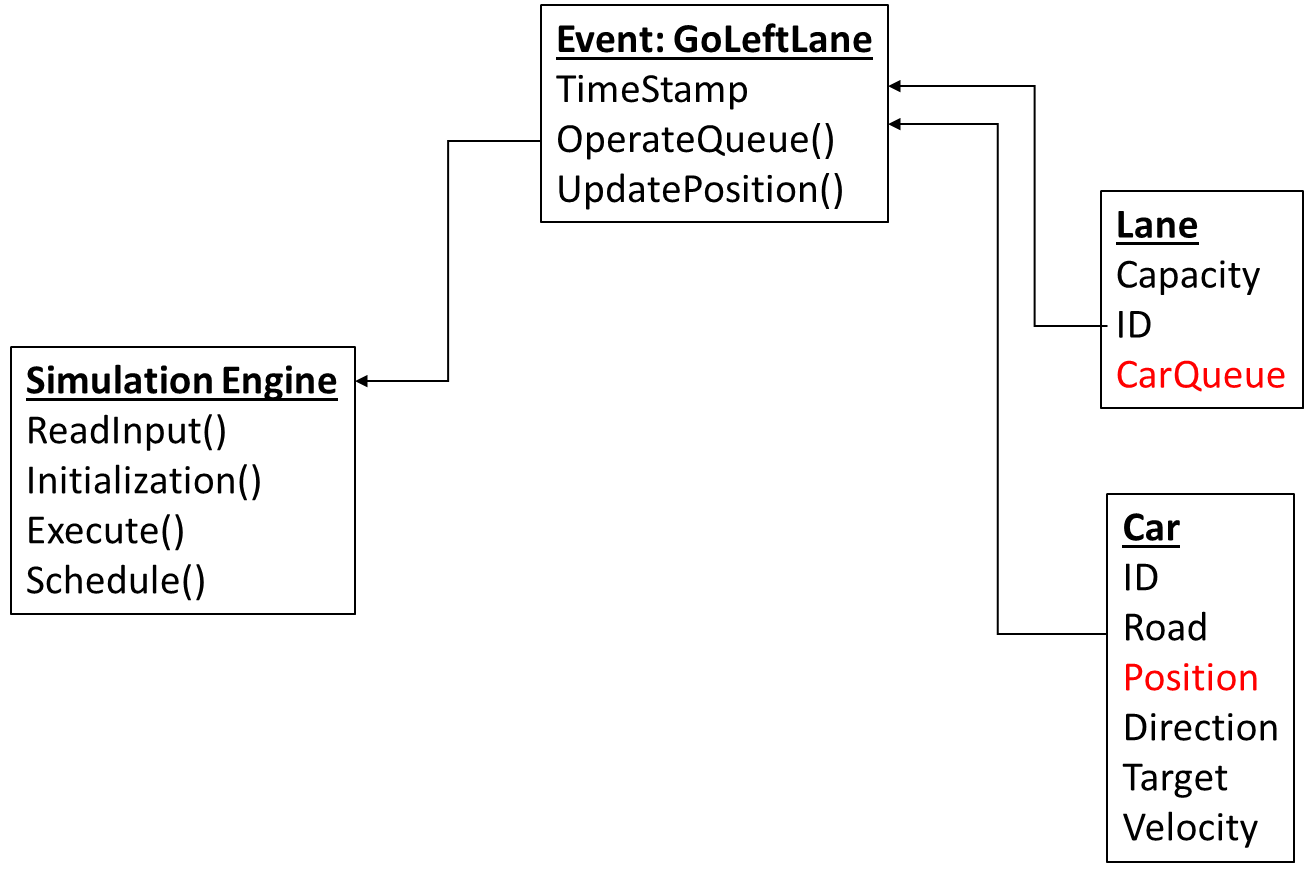 Event: GoLeftLane
TimeStamp
OperateQueue()
UpdatePosition()
Lane
Capacity
ID
CarQueue
Simulation Engine
ReadInput()
Initialization()
Execute()
Schedule()
Car
ID
Road
Position
Direction
Target
Velocity